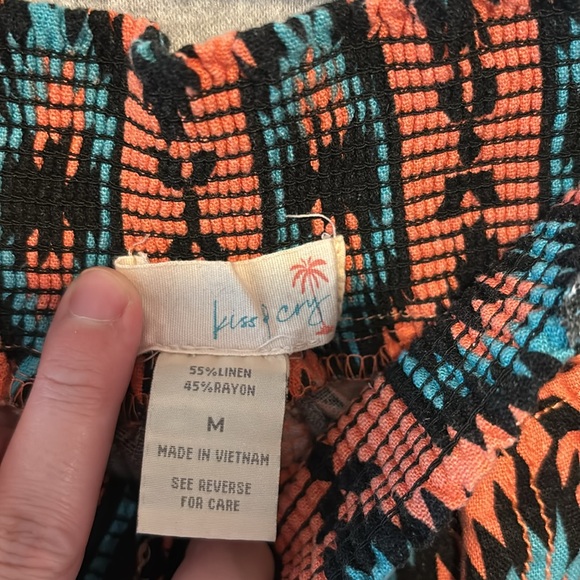 kiss & cry
55%LINEN
45%RAYON
M
MADE IN VIETNAM
SEE REVERSE
FOR CARE